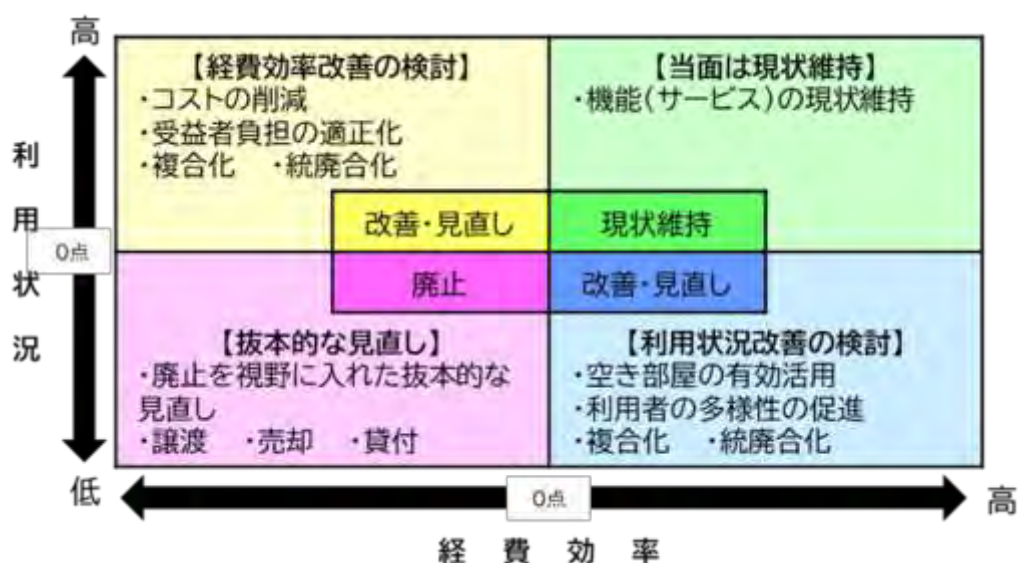 高
利用状況
0点
低
【経費効率改善の検討】
・コストの削減
・受益者負担の適正化
・複合化 ・統廃合化
改善・見直し
【当面は現状維持】
・機能(サービス)の現状維持
現状維持
廃止
【抜本的な見直し】
・廃止を視野に入れた抜本的な
見直し
・譲渡 ・売却 ・貸付
改善・見直し
【利用状況改善の検討】
・空き部屋の有効活用
・利用者の多様性の促進
・複合化 ・統廃合化
0点
高
経費効率